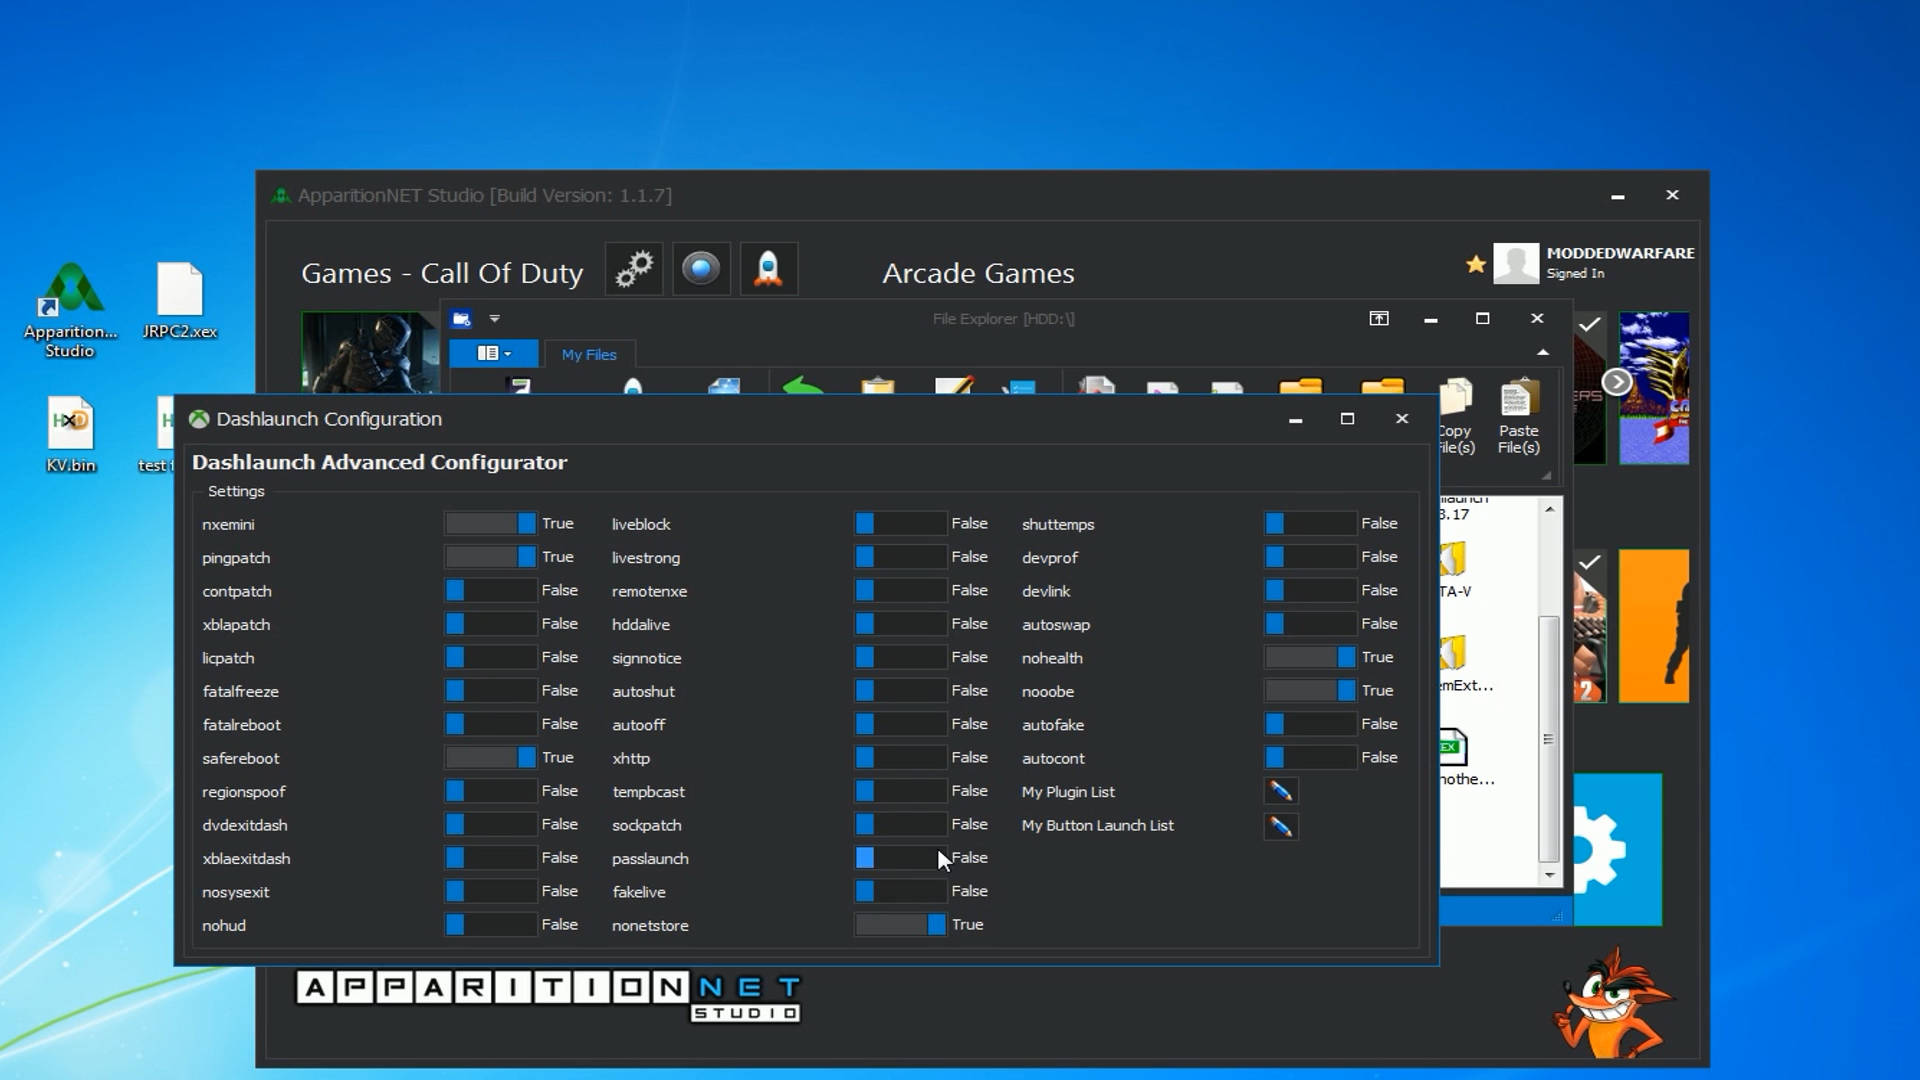 ApparitionNET Studio [Build Version: 1.1.7]
Games - Call Of Duty
Arcade Games
MODDEDWARFARE
Signed In
Apparition...
Studio
JRPC2.xex
File Explorer [HDD:\]
My Files
HxD
KV.bin
test f
Copy
File(s)
Paste
File(s)
Dashlaunch Configuration
Dashlaunch Advanced Configurator
Settings
nxemini True liveblock False shuttemps False
pingpatch True livestrong False devprof False
contpatch False remotenxe False devlink False
xblapatch False hddalive False autoswap False
licpatch False signnotice False nohealth True
fatalfreeze False autoshut False nooobe True
fatalreboot False autooff False autofake False
safereboot True xhttp False autocont False
regionspoof False tempbcast False My Plugin List
dvdexitdash False sockpatch False My Button Launch List
xblaexitdash False passlaunch False
nosysexit False fakelive False
nohud False nonetstore True
3.17
TA-V
emExt...
EX
nothe...
2
APPARITIONNET
STUDIO